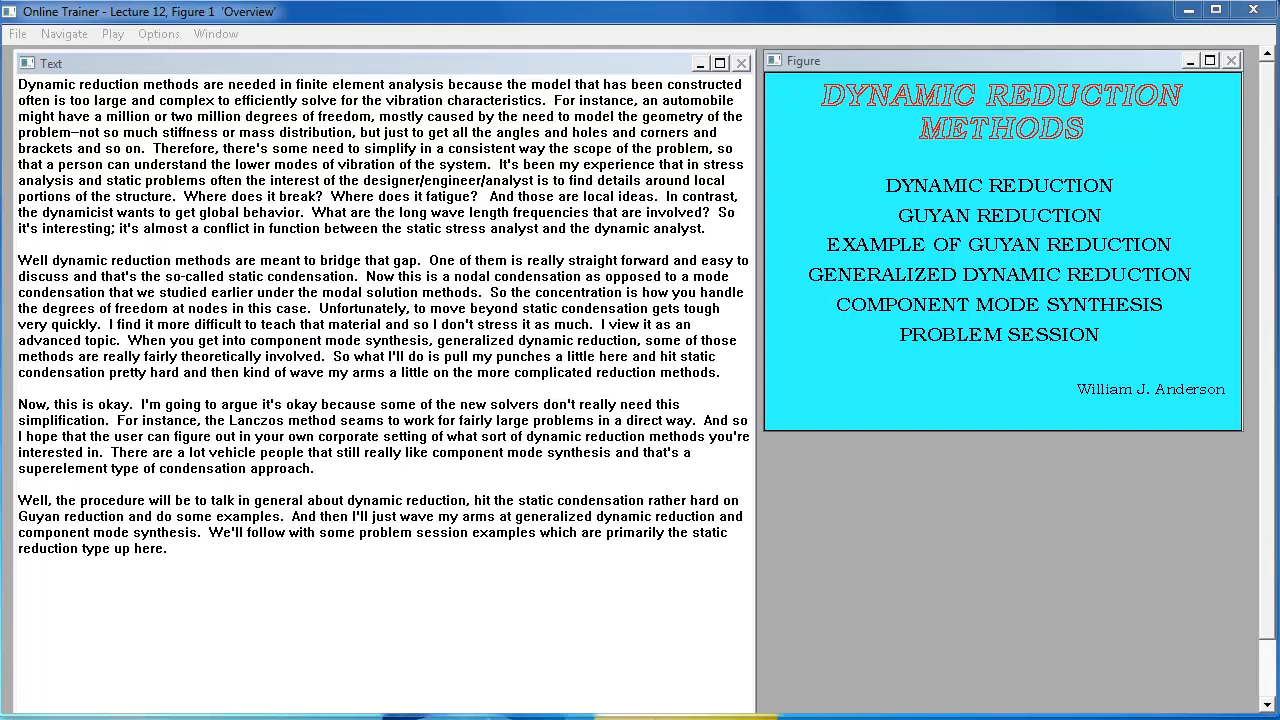 Online Trainer - Lecture 12, Figure 1 'Overview'
File Navigate Play Options Window
Text
Dynamic reduction methods are needed in finite element analysis because the model that has been constructed
often is too large and complex to efficiently solve for the vibration characteristics. For instance, an automobile
might have a million or two million degrees of freedom, mostly caused by the need to model the geometry of the
problem--not so much stiffness or mass distribution, but just to get all the angles and holes and corners and
brackets and so on. Therefore, there's some need to simplify in a consistent way the scope of the problem, so
that a person can understand the lower modes of vibration of the system. It's been my experience that in stress
analysis and static problems often the interest of the designer/engineer/analyst is to find details around local
portions of the structure. Where does it break? Where does it fatigue? And those are local ideas. In contrast,
the dynamicist wants to get global behavior. What are the long wave length frequencies that are involved? So
it's interesting; it's almost a conflict in function between the static stress analyst and the dynamic analyst.
Well dynamic reduction methods are meant to bridge that gap. One of them is really straight forward and easy to
discuss and that's the so-called static condensation. Now this is a nodal condensation as opposed to a mode
condensation that we studied earlier under the modal solution methods. So the concentration is how you handle
the degrees of freedom at nodes in this case. Unfortunately, to move beyond static condensation gets tough
very quickly. I find it more difficult to teach that material and so I don't stress it as much. I view it as an
advanced topic. When you get into component mode synthesis, generalized dynamic reduction, some of those
methods are really fairly theoretically involved. So what I'll do is pull my punches a little here and hit static
condensation pretty hard and then kind of wave my arms a little on the more complicated reduction methods.
Now, this is okay. I'm going to argue it's okay because some of the new solvers don't really need this
simplification. For instance, the Lanczos method seems to work for fairly large problems in a direct way. And so
I hope that the user can figure out in your own corporate setting of what sort of dynamic reduction methods you're
interested in. There are a lot vehicle people that still really like component mode synthesis and that's a
superelement type of condensation approach.
Well, the procedure will be to talk in general about dynamic reduction, hit the static condensation rather hard on
Guyan reduction and do some examples. And then I'll just wave my arms at generalized dynamic reduction and
component mode synthesis. We'll follow with some problem session examples which are primarily the static
reduction type up here.
Figure
DYNAMIC REDUCTION
METHODS
DYNAMIC REDUCTION
GUYAN REDUCTION
EXAMPLE OF GUYAN REDUCTION
GENERALIZED DYNAMIC REDUCTION
COMPONENT MODE SYNTHESIS
PROBLEM SESSION
William J. Anderson